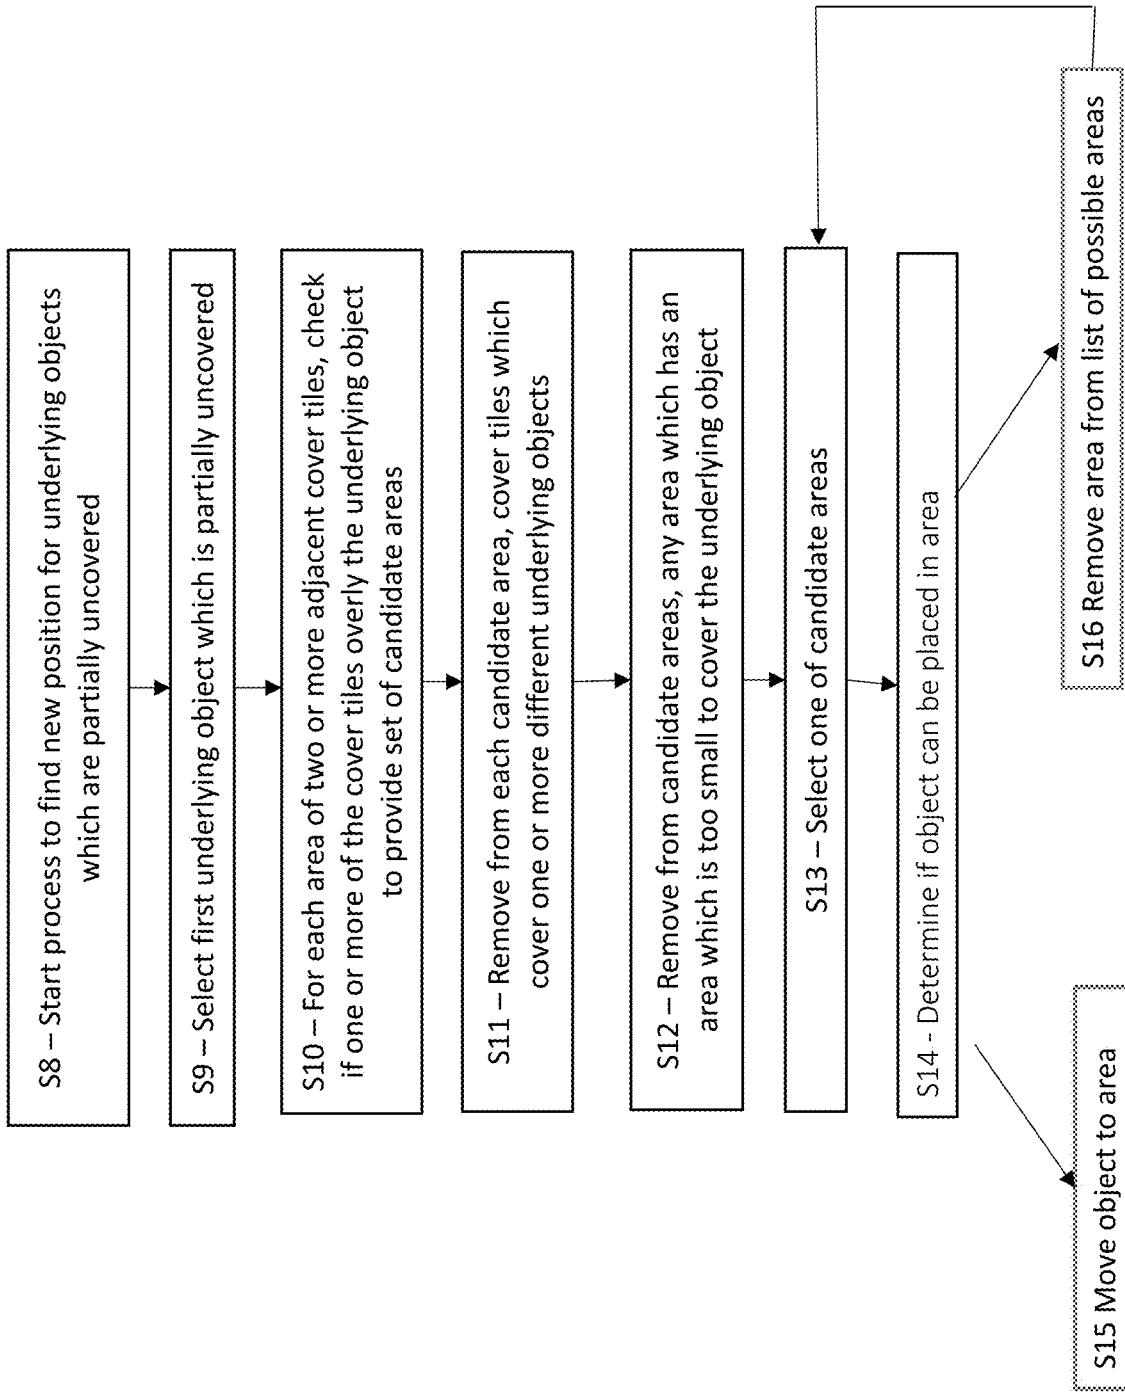 S8 – Start process to find new position for underlying objects
which are partially uncovered
S9 – Select first underlying object which is partially uncovered
S10 – For each area of two or more adjacent cover tiles, check
if one or more of the cover tiles overly the underlying object
to provide set of candidate areas
S11 – Remove from each candidate area, cover tiles which
cover one or more different underlying objects
S12 – Remove from candidate areas, any area which has an
area which is too small to cover the underlying object
S13 – Select one of candidate areas
S14 - Determine if object can be placed in area
S15 Move object to area
S16 Remove area from list of possible areas